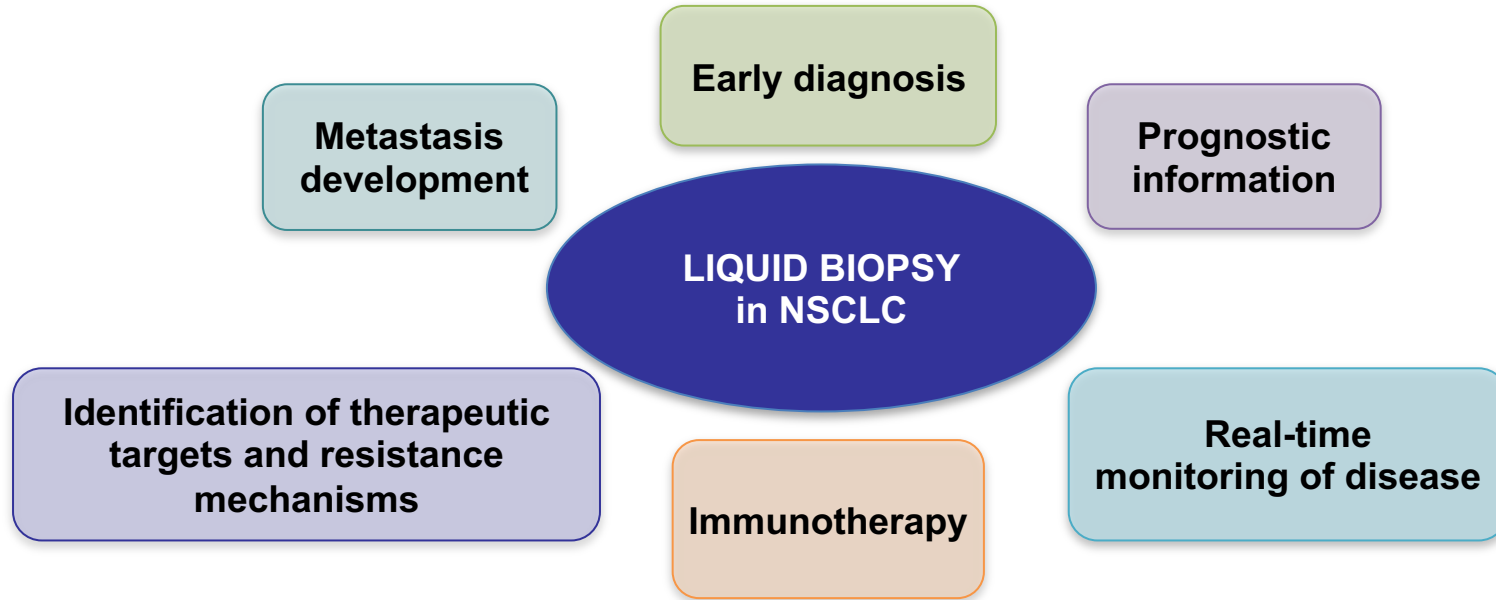 Early diagnosis
Metastasis
development
Prognostic
information
LIQUID BIOPSY
in NSCLC
Identification of therapeutic
targets and resistance
mechanisms
Real-time
monitoring of disease
Immunotherapy